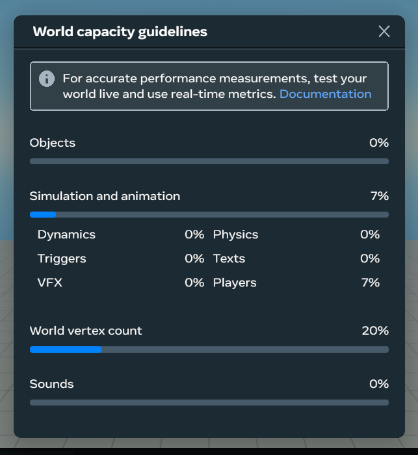 World capacity guidelines
For accurate performance measurements, test your
world live and use real-time metrics. Documentation
Objects 0%
Simulation and animation 7%
Dynamics 0% Physics 0%
Triggers 0% Texts 0%
VFX 0% Players 7%
World vertex count 20%
Sounds 0%